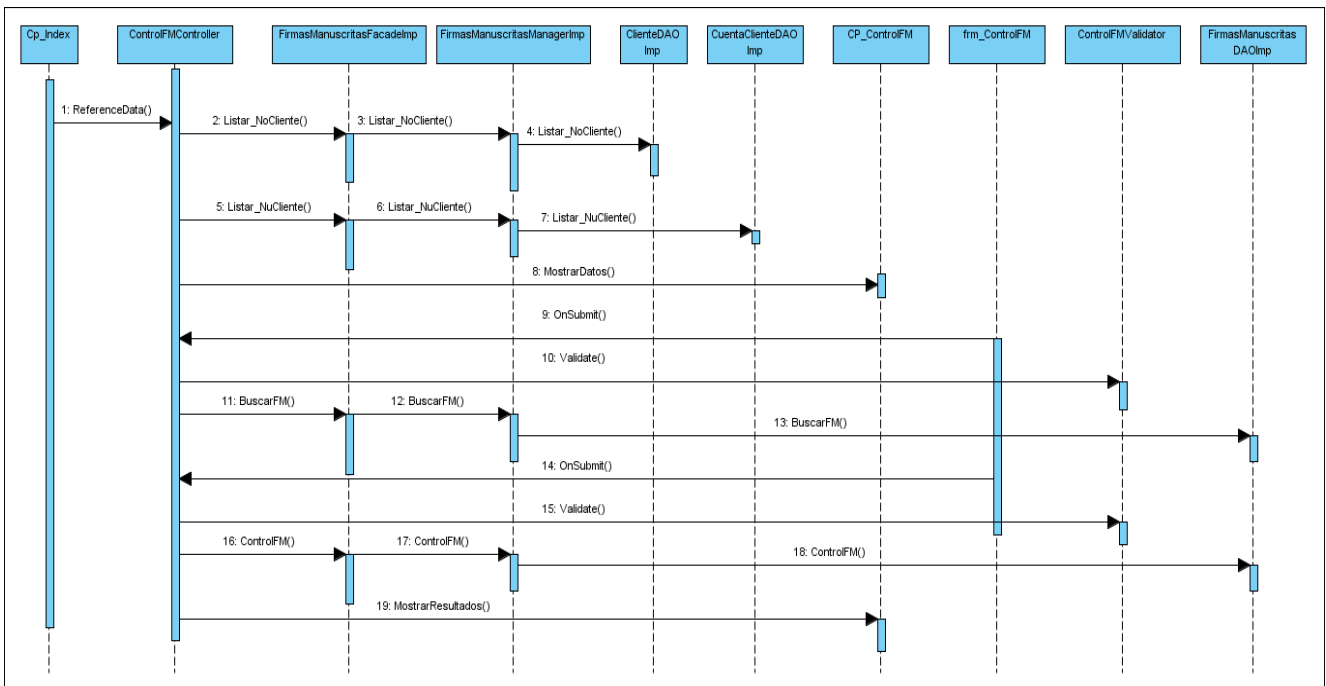 Cp_Index
ControlFMController
FirmasManuscritasFacadeImp
FirmasManuscritasManagerImp
ClienteDAO
Imp
CuentaClienteDAO
Imp
CP_ControlFM
frm_ControlFM
ControlFMValidator
FirmasManuscritas
DAOImp
1: ReferenceData()
2: Listar_NoCliente()
3: Listar_NoCliente()
4: Listar_NoCliente()
5: Listar_NuCliente()
6: Listar_NuCliente()
7: Listar_NuCliente()
8: MostrarDatos()
9: OnSubmit()
10: Validate()
11: BuscarFM()
12: BuscarFM()
13: BuscarFM()
14: OnSubmit()
15: Validate()
16: ControlFM()
17: ControlFM()
18: ControlFM()
19: MostrarResultados()